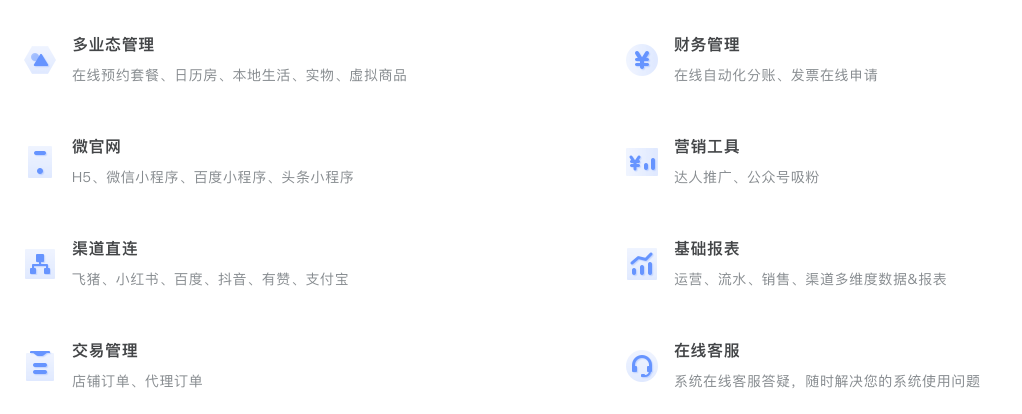 多业态管理
在线预约套餐、日历房、本地生活、实物、虚拟商品
财务管理
在线自动化分账、发票在线申请
微官网
H5、微信小程序、百度小程序、头条小程序
营销工具
达人推广、公众号吸粉
渠道直连
飞猪、小红书、百度、抖音、有赞、支付宝
基础报表
运营、流水、销售、渠道多维度数据&报表
交易管理
店铺订单、代理订单
在线客服
系统在线客服答疑，随时解决您的系统使用问题